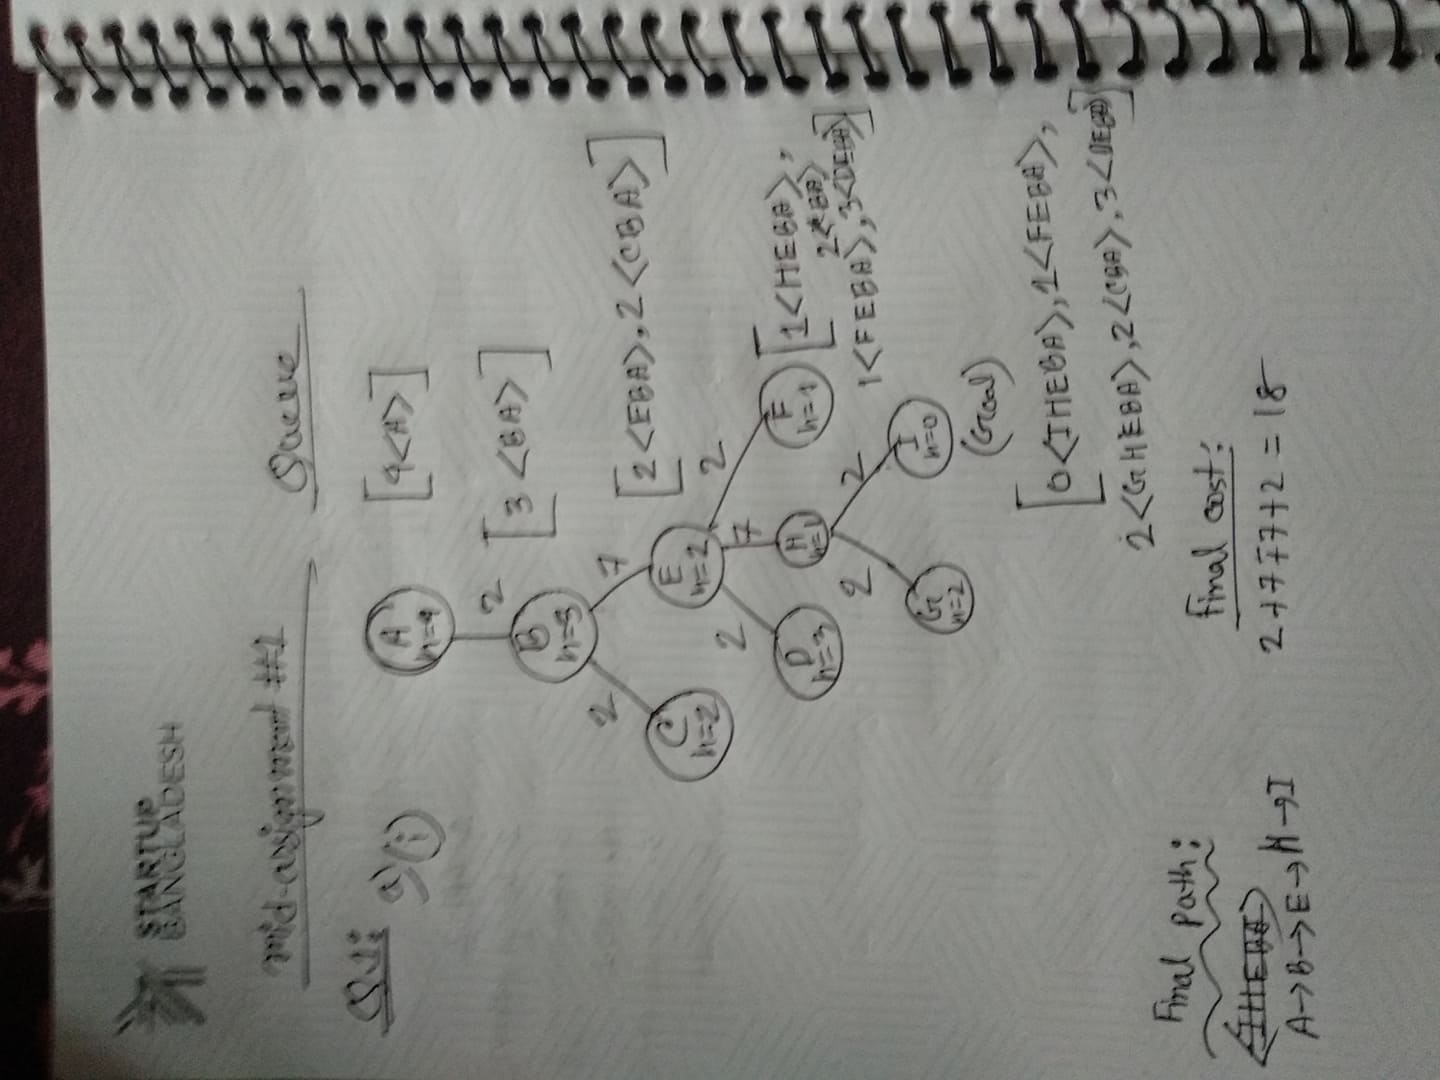 STARTUP
BANGLADESH
mid-assignment #1
Queue
Q1:
a) i
A
h=4
[4<A>]
2
[3 <BA>]
B
h=3
2
7
[2<EBA>, 2<CBA>]
C
h=2
E
h=2
2
7
2
D
h=3
H
h=1
F
h=1
[1<HEBA>,
2<CBA>
1<FEBA>, 3<DEBA>]
2
2
G
h=2
I
h=0
(Goal)
[0<IHEBA>, 1<FEBA>,
2<GHEBA>, 2<CBA>, 3<DEBA>]
Final path:
<IHEBA>
A→B→E→H→I
Final cost:
2+7+7+2 = 18